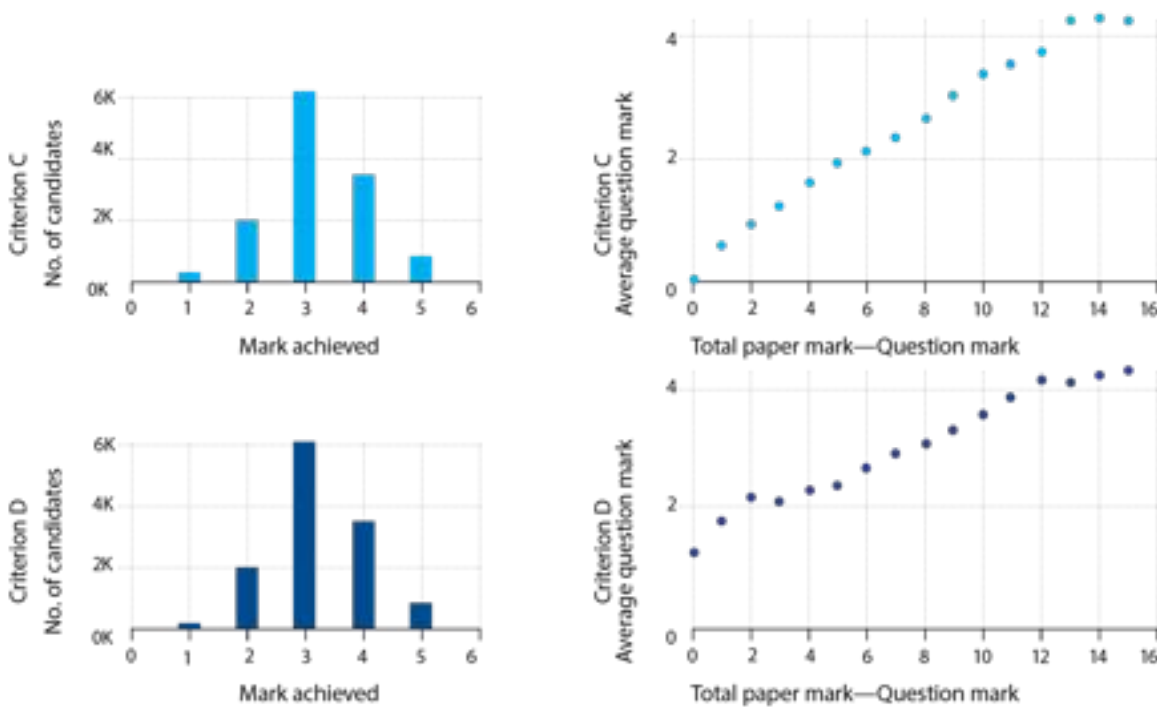 Criterion C
No. of candidates
6K
4K
2K
0K
0 1 2 3 4 5 6
Mark achieved
Criterion C
Average question mark
4
2
0
0 2 4 6 8 10 12 14 16
Total paper mark—Question mark
Criterion D
No. of candidates
6K
4K
2K
0K
0 1 2 3 4 5 6
Mark achieved
Criterion D
Average question mark
4
2
0
0 2 4 6 8 10 12 14 16
Total paper mark—Question mark